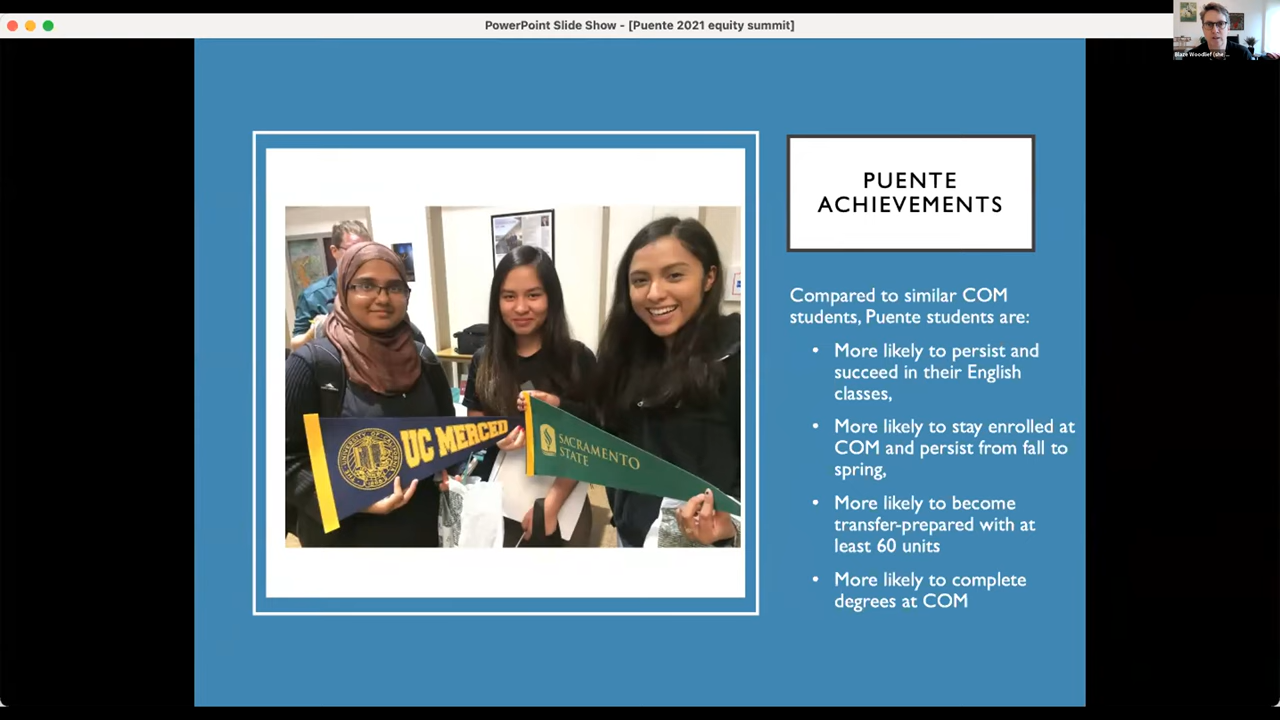 PowerPoint Slide Show - [Puente 2021 equity summit]
Blaze Woodlief (she, ...
PUENTE
ACHIEVEMENTS
Compared to similar COM
students, Puente students are:
• More likely to persist and
succeed in their English
classes,
• More likely to stay enrolled at
COM and persist from fall to
spring,
• More likely to become
transfer-prepared with at
least 60 units
• More likely to complete
degrees at COM
UC MERCED
SACRAMENTO
STATE